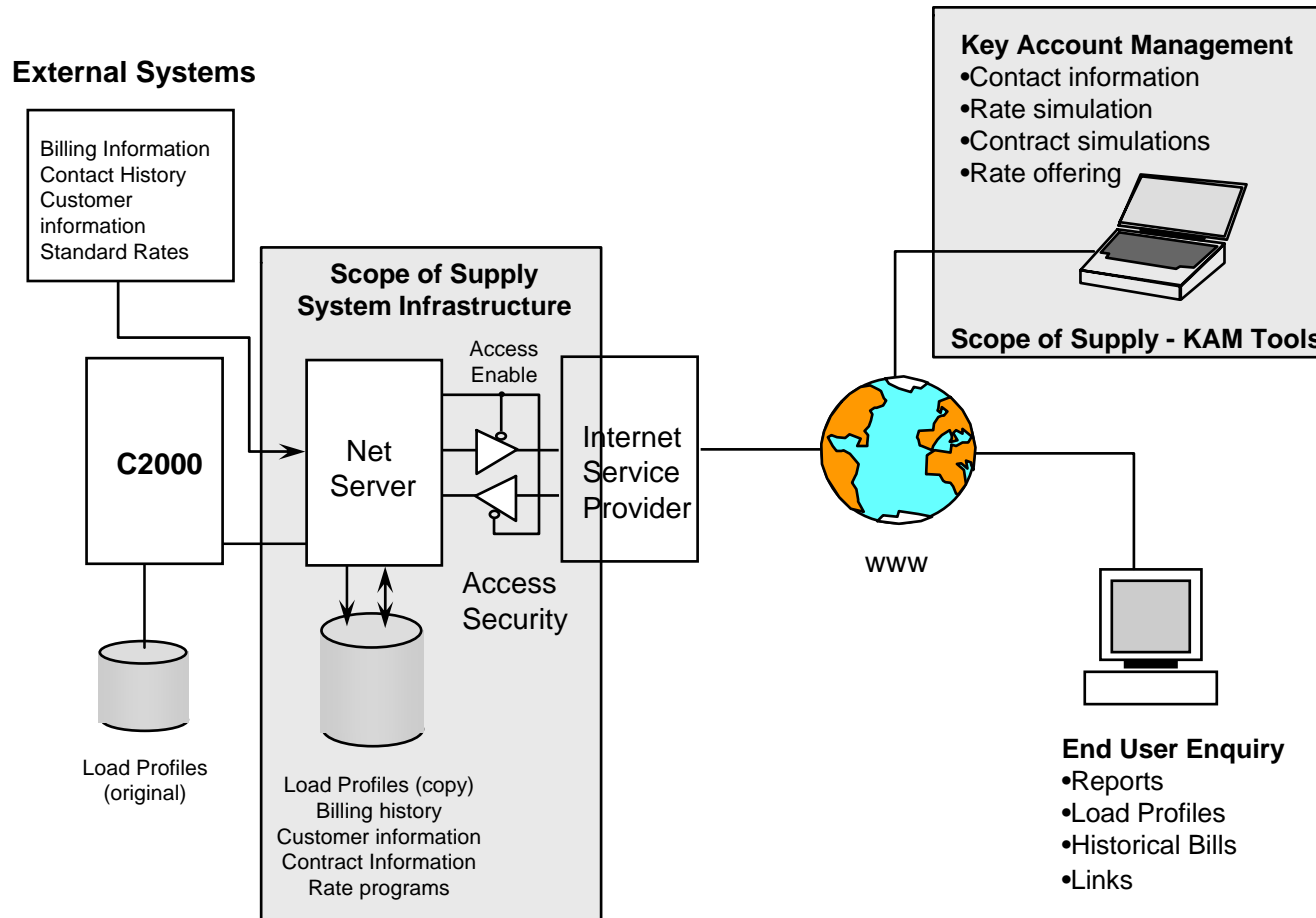 External Systems
Billing Information
Contact History
Customer
information
Standard Rates
Key Account Management
•Contact information
•Rate simulation
•Contract simulations
•Rate offering
Scope of Supply - KAM Tools
Scope of Supply
System Infrastructure
Access
Enable
C2000
Net
Server
Internet
Service
Provider
Access
Security
www
Load Profiles
(original)
Load Profiles (copy)
Billing history
Customer information
Contract Information
Rate programs
End User Enquiry
•Reports
•Load Profiles
•Historical Bills
•Links